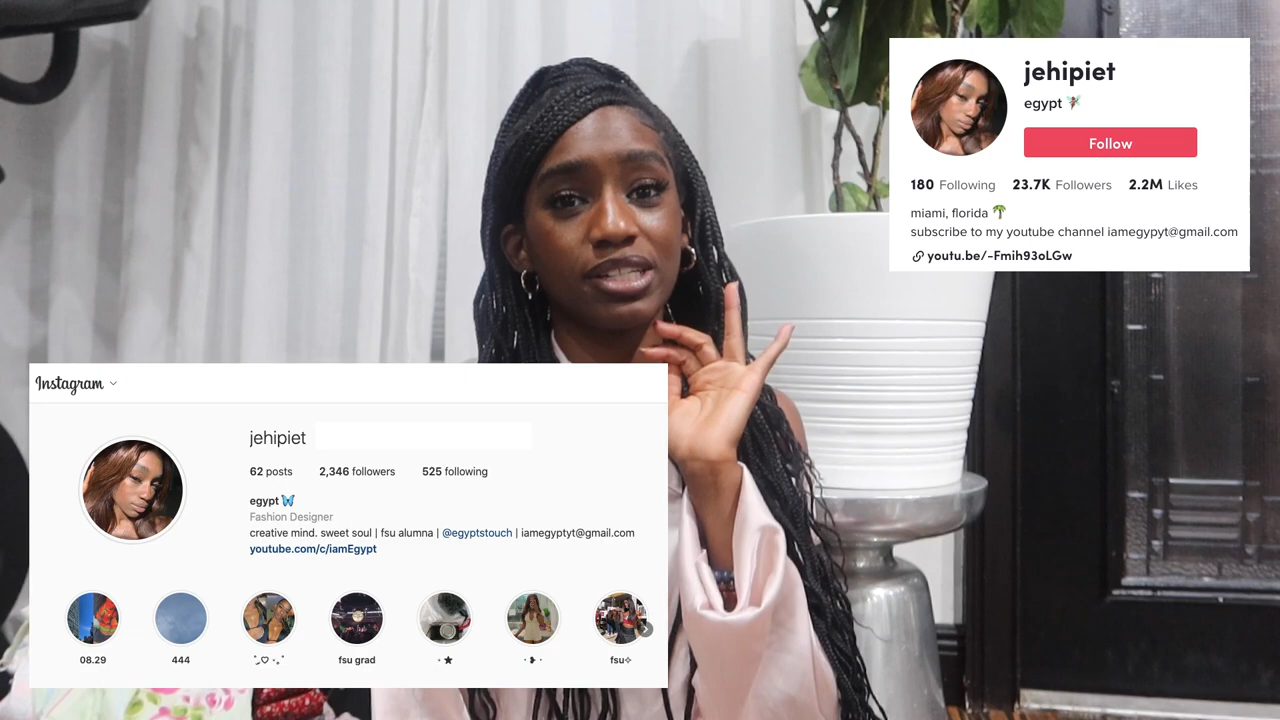 jehipiet
egypt
Follow
180 Following 23.7K Followers 2.2M Likes
miami, florida
subscribe to my youtube channel iamegypyt@gmail.com
youtu.be/-Fmih93oLGw
Instagram
jehipiet
62 posts 2,346 followers 525 following
egypt
Fashion Designer
creative mind. sweet soul | fsu alumna | @egyptstouch | iamegyptyt@gmail.com
youtube.com/c/iamEgypt
08.29 444 fsu grad fsu